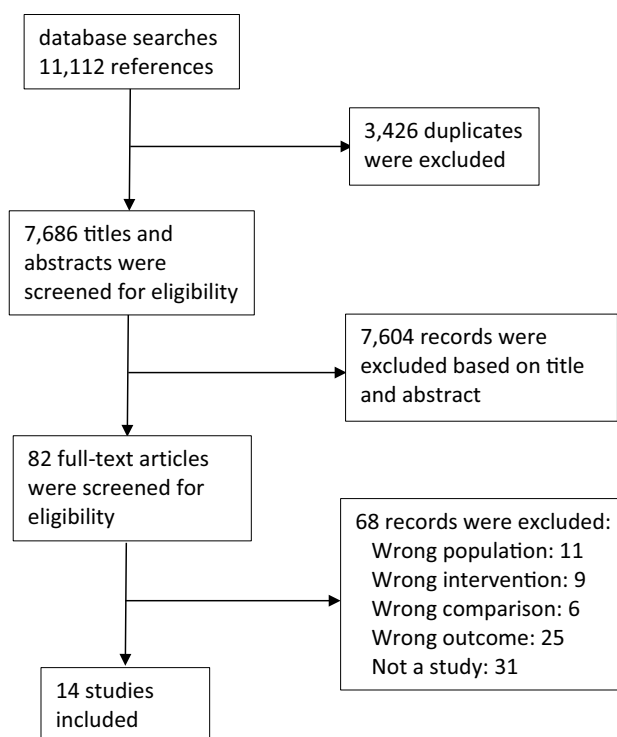 database searches
11,112 references
3,426 duplicates
were excluded
7,686 titles and
abstracts were
screened for eligibility
7,604 records were
excluded based on title
and abstract
82 full-text articles
were screened for
eligibility
68 records were excluded:
Wrong population: 11
Wrong intervention: 9
Wrong comparison: 6
Wrong outcome: 25
Not a study: 31
14 studies
included